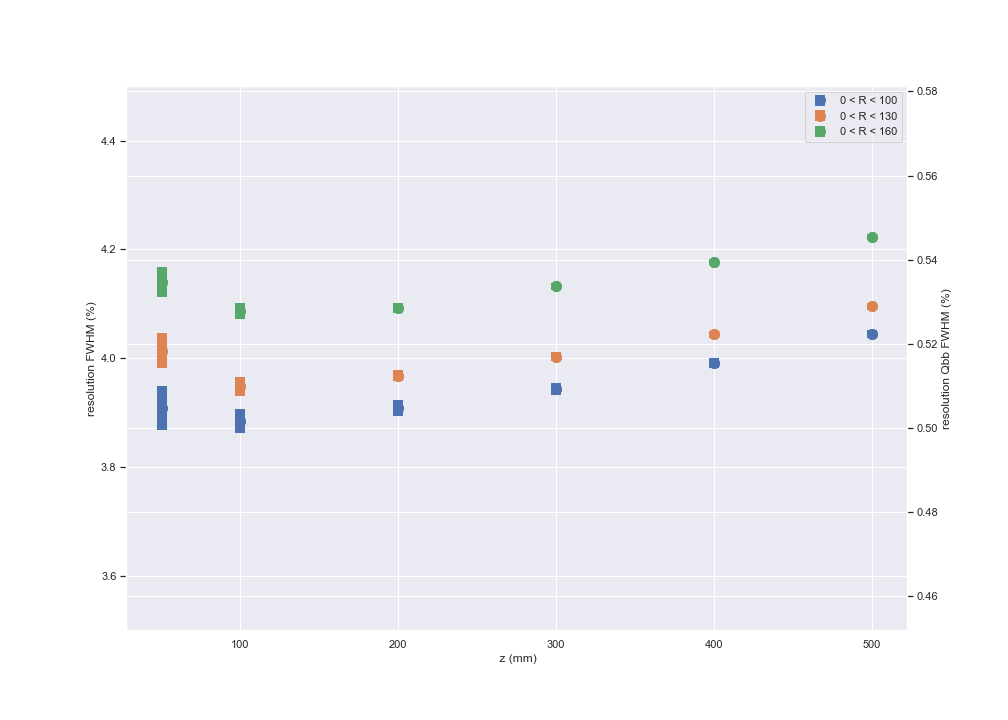 0 < R < 100
0 < R < 130
0 < R < 160
4.4
4.2
4.0
3.8
3.6
resolution FWHM (%)
0.58
0.56
0.54
0.52
0.50
0.48
0.46
resolution Qbb FWHM (%)
100
200
300
400
500
z (mm)